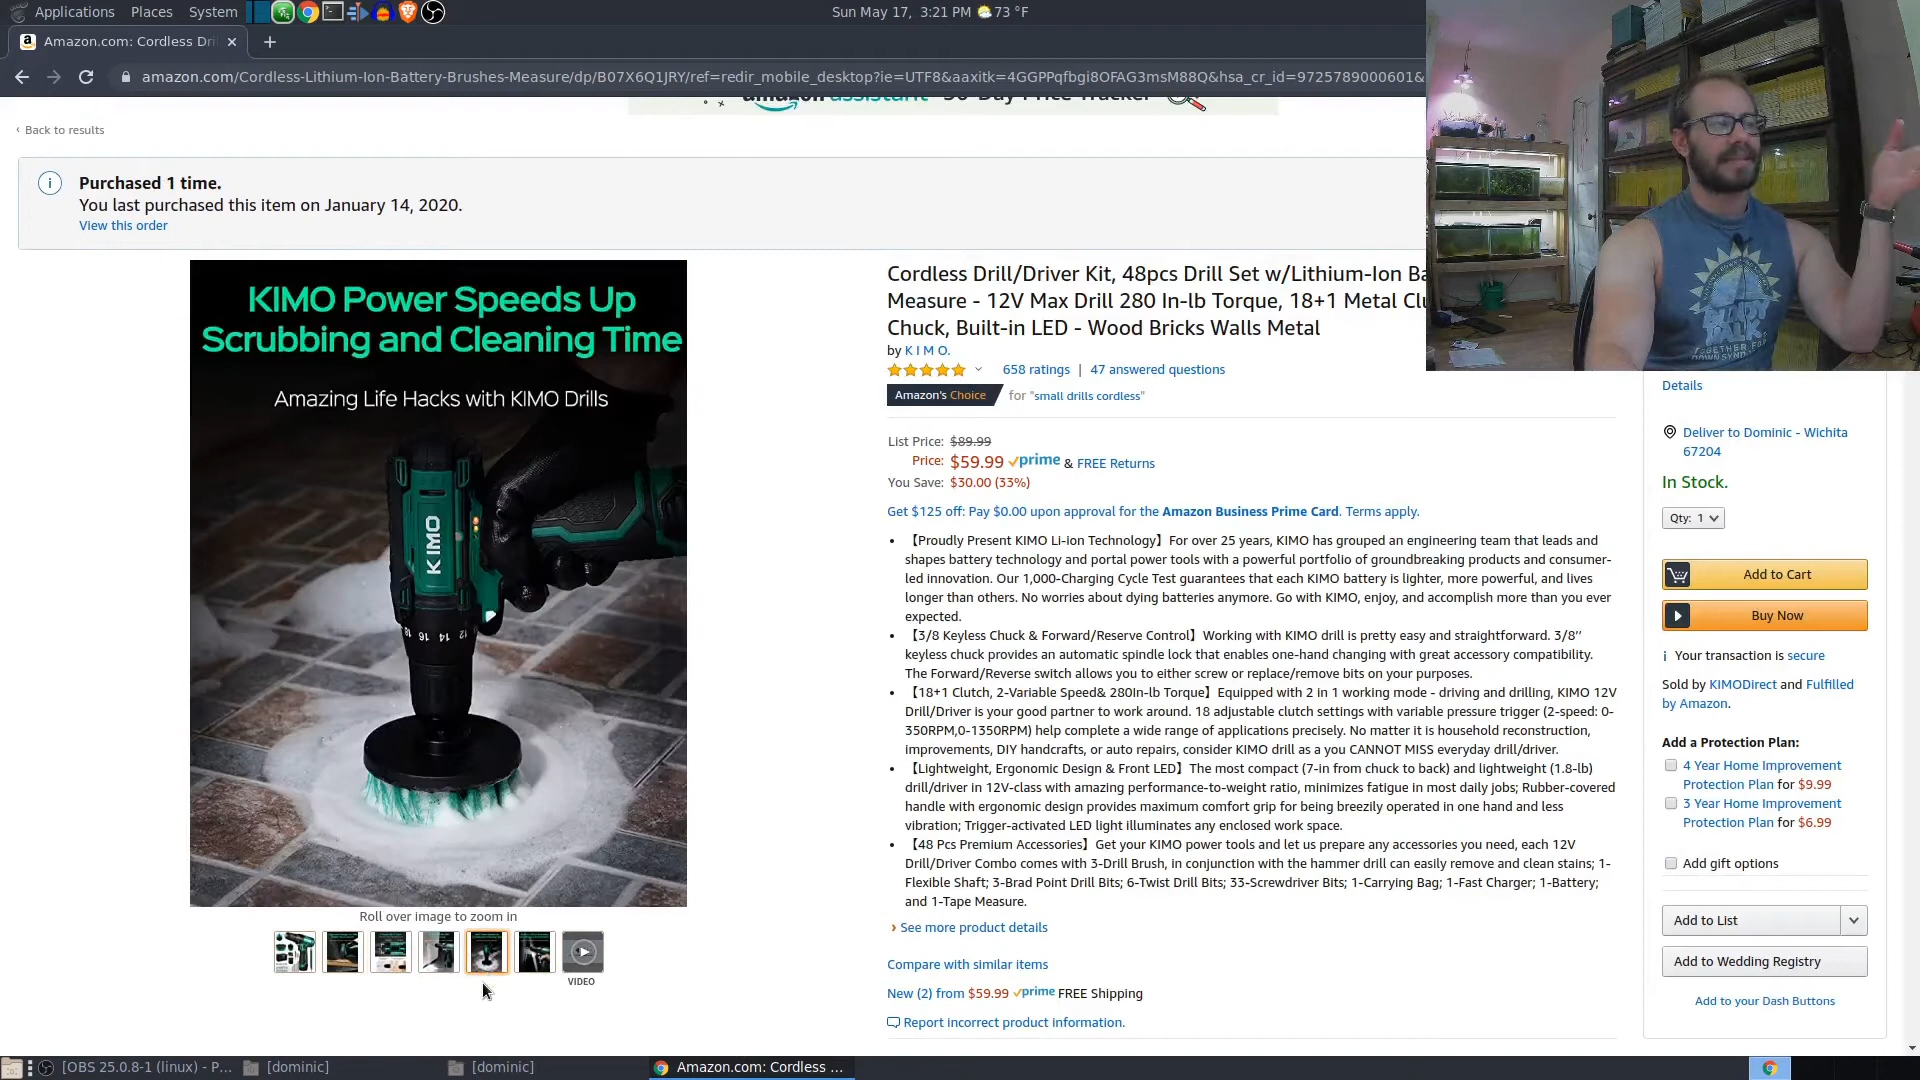 Applications Places System
Sun May 17, 3:21 PM 73 °F
Amazon.com: Cordless Dri
amazon.com/Cordless-Lithium-Ion-Battery-Brushes-Measure/dp/B07X6Q1JRY/ref=redir_mobile_desktop?ie=UTF8&aaxitk=4GGPPqfbgi8OFAG3msM88Q&hsa_cr_id=9725789000601&
amazon assistant 30-Day Price Tracker
‹ Back to results
Purchased 1 time.
You last purchased this item on January 14, 2020.
View this order
KIMO Power Speeds Up
Scrubbing and Cleaning Time
Amazing Life Hacks with KIMO Drills
KIMO
18 16 14 12
Roll over image to zoom in
VIDEO
Cordless Drill/Driver Kit, 48pcs Drill Set w/Lithium-Ion Ba
Measure - 12V Max Drill 280 In-lb Torque, 18+1 Metal Clu
Chuck, Built-in LED - Wood Bricks Walls Metal
by K I M O.
658 ratings | 47 answered questions
Amazon's Choice for "small drills cordless"
List Price: $89.99
Price: $59.99 prime & FREE Returns
You Save: $30.00 (33%)
Get $125 off: Pay $0.00 upon approval for the Amazon Business Prime Card. Terms apply.
• 【Proudly Present KIMO Li-ion Technology】For over 25 years, KIMO has grouped an engineering team that leads and
shapes battery technology and portal power tools with a powerful portfolio of groundbreaking products and consumer-
led innovation. Our 1,000-Charging Cycle Test guarantees that each KIMO battery is lighter, more powerful, and lives
longer than others. No worries about dying batteries anymore. Go with KIMO, enjoy, and accomplish more than you ever
expected.
• 【3/8 Keyless Chuck & Forward/Reserve Control】Working with KIMO drill is pretty easy and straightforward. 3/8’’
keyless chuck provides an automatic spindle lock that enables one-hand changing with great accessory compatibility.
The Forward/Reverse switch allows you to either screw or replace/remove bits on your purposes.
• 【18+1 Clutch, 2-Variable Speed& 280In-lb Torque】Equipped with 2 in 1 working mode - driving and drilling, KIMO 12V
Drill/Driver is your good partner to work around. 18 adjustable clutch settings with variable pressure trigger (2-speed: 0-
350RPM,0-1350RPM) help complete a wide range of applications precisely. No matter it is household reconstruction,
improvements, DIY handcrafts, or auto repairs, consider KIMO drill as a you CANNOT MISS everyday drill/driver.
• 【Lightweight, Ergonomic Design & Front LED】The most compact (7-in from chuck to back) and lightweight (1.8-lb)
drill/driver in 12V-class with amazing performance-to-weight ratio, minimizes fatigue in most daily jobs; Rubber-covered
handle with ergonomic design provides maximum comfort grip for being breezily operated in one hand and less
vibration; Trigger-activated LED light illuminates any enclosed work space.
• 【48 Pcs Premium Accessories】Get your KIMO power tools and let us prepare any accessories you need, each 12V
Drill/Driver Combo comes with 3-Drill Brush, in conjunction with the hammer drill can easily remove and clean stains; 1-
Flexible Shaft; 3-Brad Point Drill Bits; 6-Twist Drill Bits; 33-Screwdriver Bits; 1-Carrying Bag; 1-Fast Charger; 1-Battery;
and 1-Tape Measure.
› See more product details
Compare with similar items
New (2) from $59.99 prime FREE Shipping
Report incorrect product information.
TOGETHER FOR
DOWN SYND
Details
Deliver to Dominic - Wichita
67204
In Stock.
Qty: 1
Add to Cart
Buy Now
Your transaction is secure
Sold by KIMODirect and Fulfilled
by Amazon.
Add a Protection Plan:
4 Year Home Improvement
Protection Plan for $9.99
3 Year Home Improvement
Protection Plan for $6.99
Add gift options
Add to List
Add to Wedding Registry
Add to your Dash Buttons
[OBS 25.0.8-1 (linux) - P... [dominic] [dominic] Amazon.com: Cordless ...